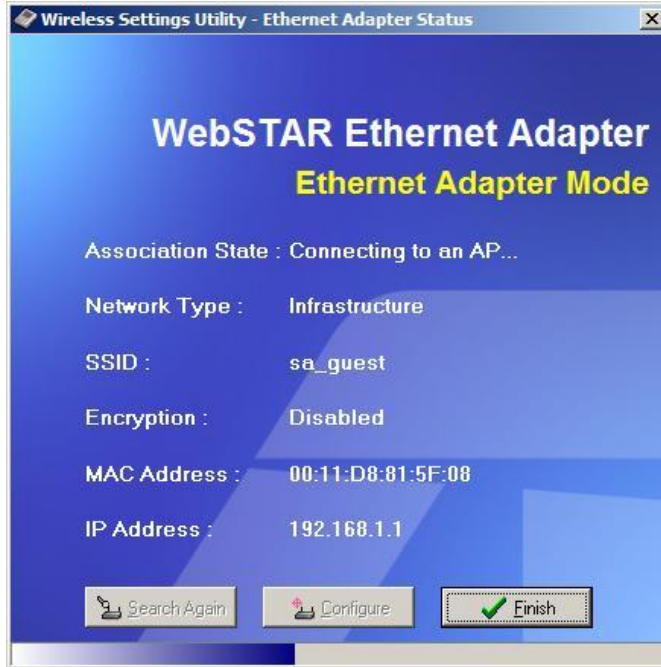 Wireless Settings Utility - Ethernet Adapter Status
WebSTAR Ethernet Adapter
Ethernet Adapter Mode
Association State : Connecting to an AP...
Network Type : Infrastructure
SSID : sa_guest
Encryption : Disabled
MAC Address : 00:11:D8:81:5F:08
IP Address : 192.168.1.1
Search Again Configure Finish